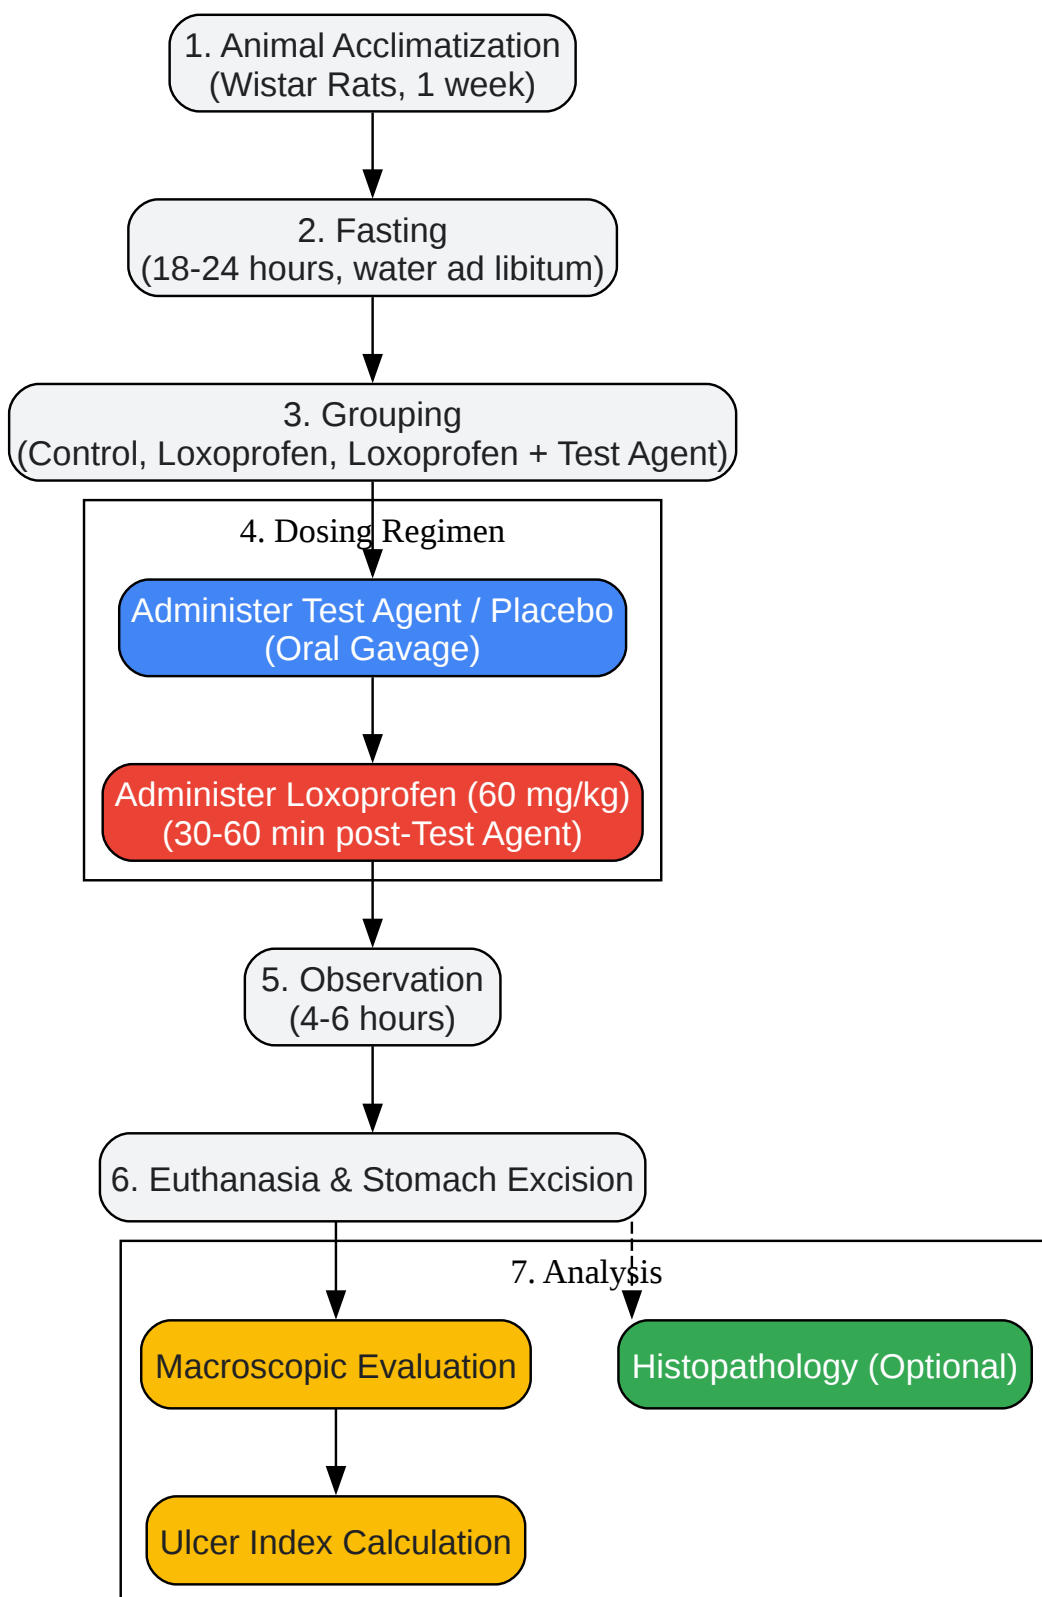 1. Animal Acclimatization
(Wistar Rats, 1 week)
2. Fasting
(18-24 hours, water ad libitum)
3. Grouping
(Control, Loxoprofen, Loxoprofen + Test Agent)
4. Dosing Regimen
Administer Test Agent / Placebo
(Oral Gavage)
Administer Loxoprofen (60 mg/kg)
(30-60 min post-Test Agent)
5. Observation
(4-6 hours)
6. Euthanasia & Stomach Excision
7. Analysis
Macroscopic Evaluation
Histopathology (Optional)
Ulcer Index Calculation